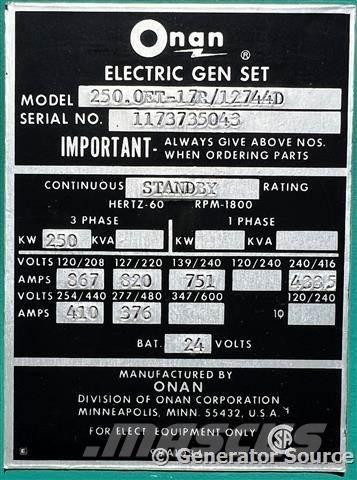 Onan ®
ELECTRIC GEN SET
MODEL 250.0ET-17R/12744D
SERIAL NO. 1173735043
IMPORTANT- ALWAYS GIVE ABOVE NOS.
WHEN ORDERING PARTS
CONTINUOUS STANDBY RATING
HERTZ-60 RPM-1800
3 PHASE 1 PHASE
KW 250 KVA KW KVA
VOLTS 120/208 127/220 139/240 120/240 240/416
AMPS 867 820 751 433.5
VOLTS 254/440 277/480 347/600 120/240
AMPS 410 376 1Ø
BAT. 24 VOLTS
MANUFACTURED BY
ONAN
DIVISION OF ONAN CORPORATION
MINNEAPOLIS, MINN. 55432, U.S.A.
FOR ELECT EQUIPMENT ONLY
© Generator Source